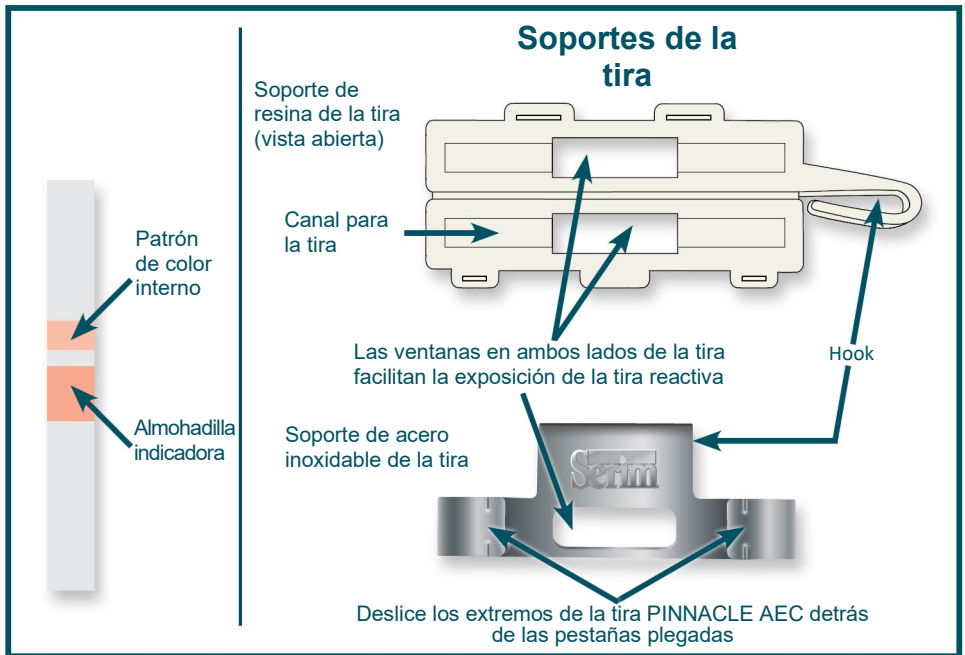 Soportes de la
tira
Soporte de
resina de la tira
(vista abierta)
Canal para
la tira
Patrón
de color
interno
Las ventanas en ambos lados de la tira
facilitan la exposición de la tira reactiva
Hook
Almohadilla
indicadora
Soporte de acero
inoxidable de la tira
Serim
Deslice los extremos de la tira PINNACLE AEC detrás
de las pestañas plegadas